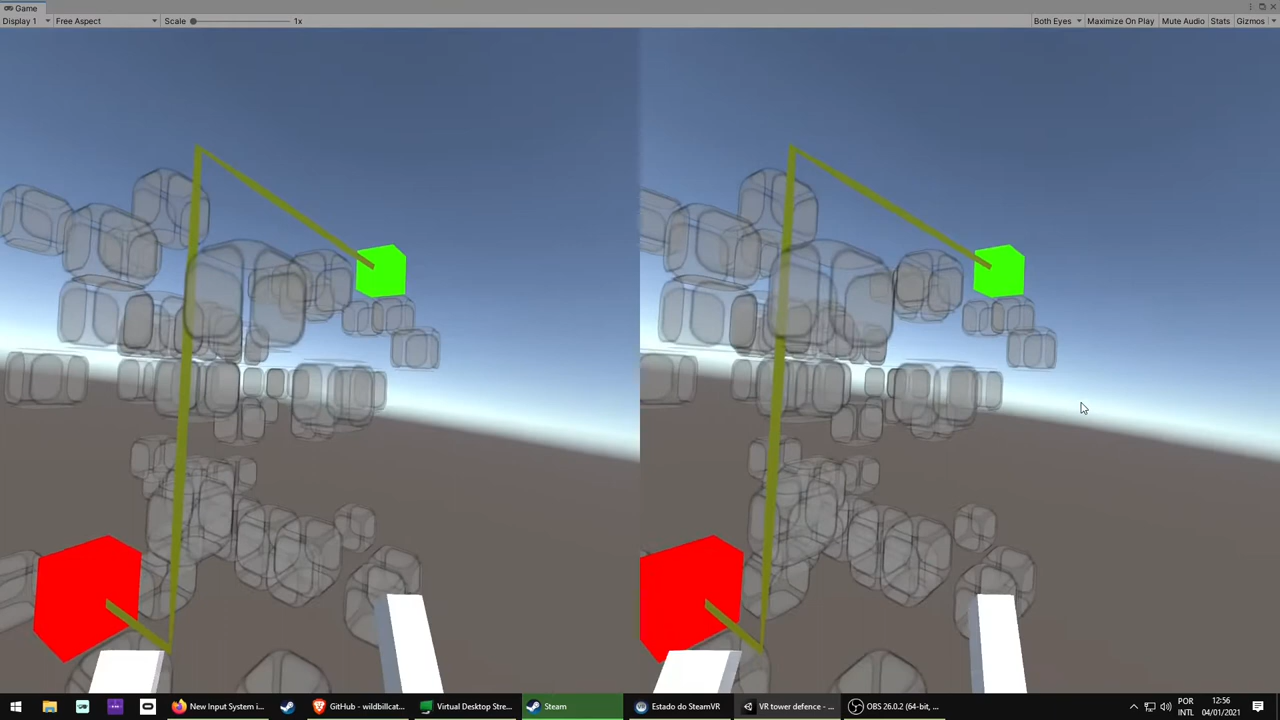 Game
Display 1
Free Aspect
Scale
1x
Both Eyes
Maximize On Play
Mute Audio
Stats
Gizmos
New Input System i...
GitHub - wildbillcat...
Virtual Desktop Stre...
Steam
Estado do SteamVR
VR tower defence - ...
OBS 26.0.2 (64-bit, ...
POR
INTL
12:56
04/01/2021